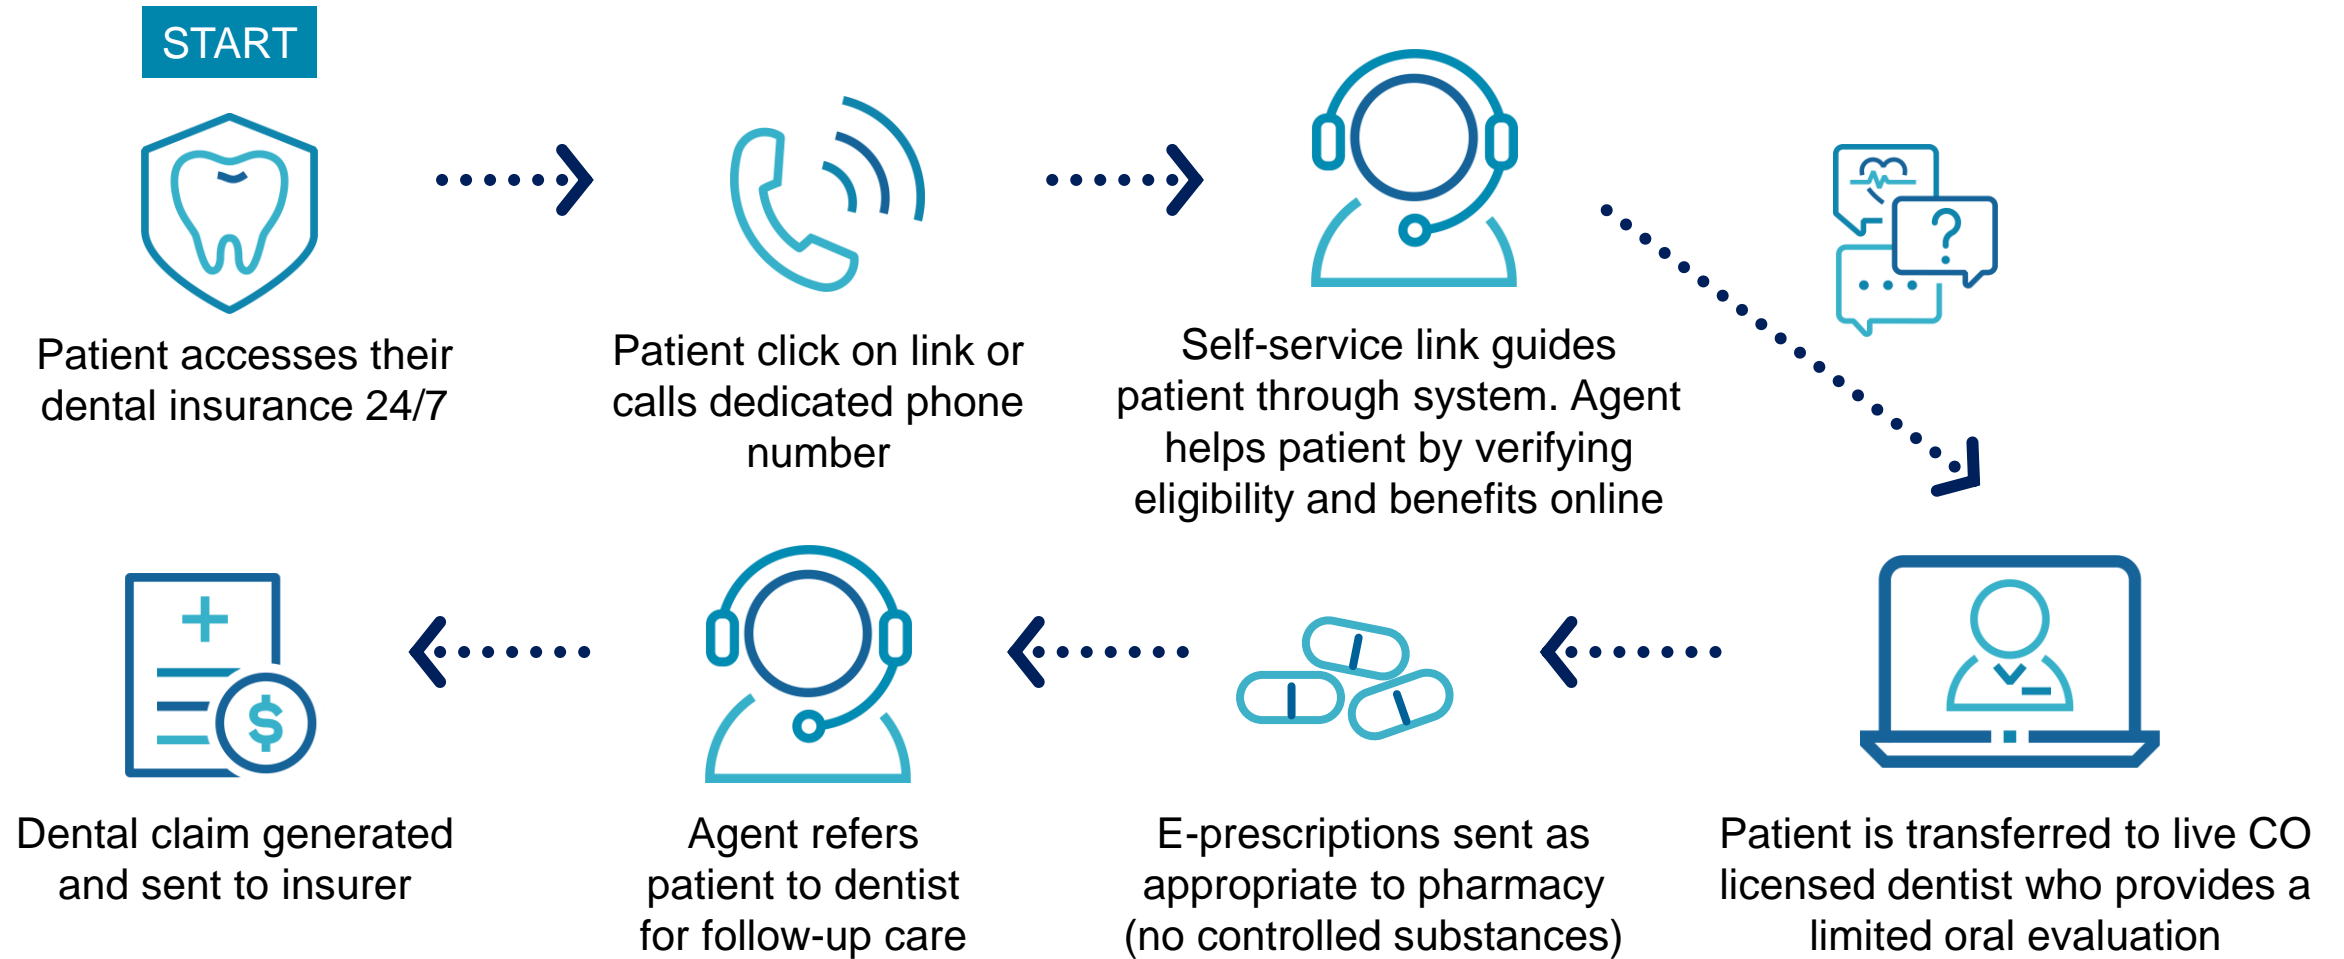 START
Patient accesses their
dental insurance 24/7
Patient click on link or
calls dedicated phone
number
Self-service link guides
patient through system. Agent
helps patient by verifying
eligibility and benefits online
?
$
Dental claim generated
and sent to insurer
Agent refers
patient to dentist
for follow-up care
E-prescriptions sent as
appropriate to pharmacy
(no controlled substances)
Patient is transferred to live CO
licensed dentist who provides a
limited oral evaluation